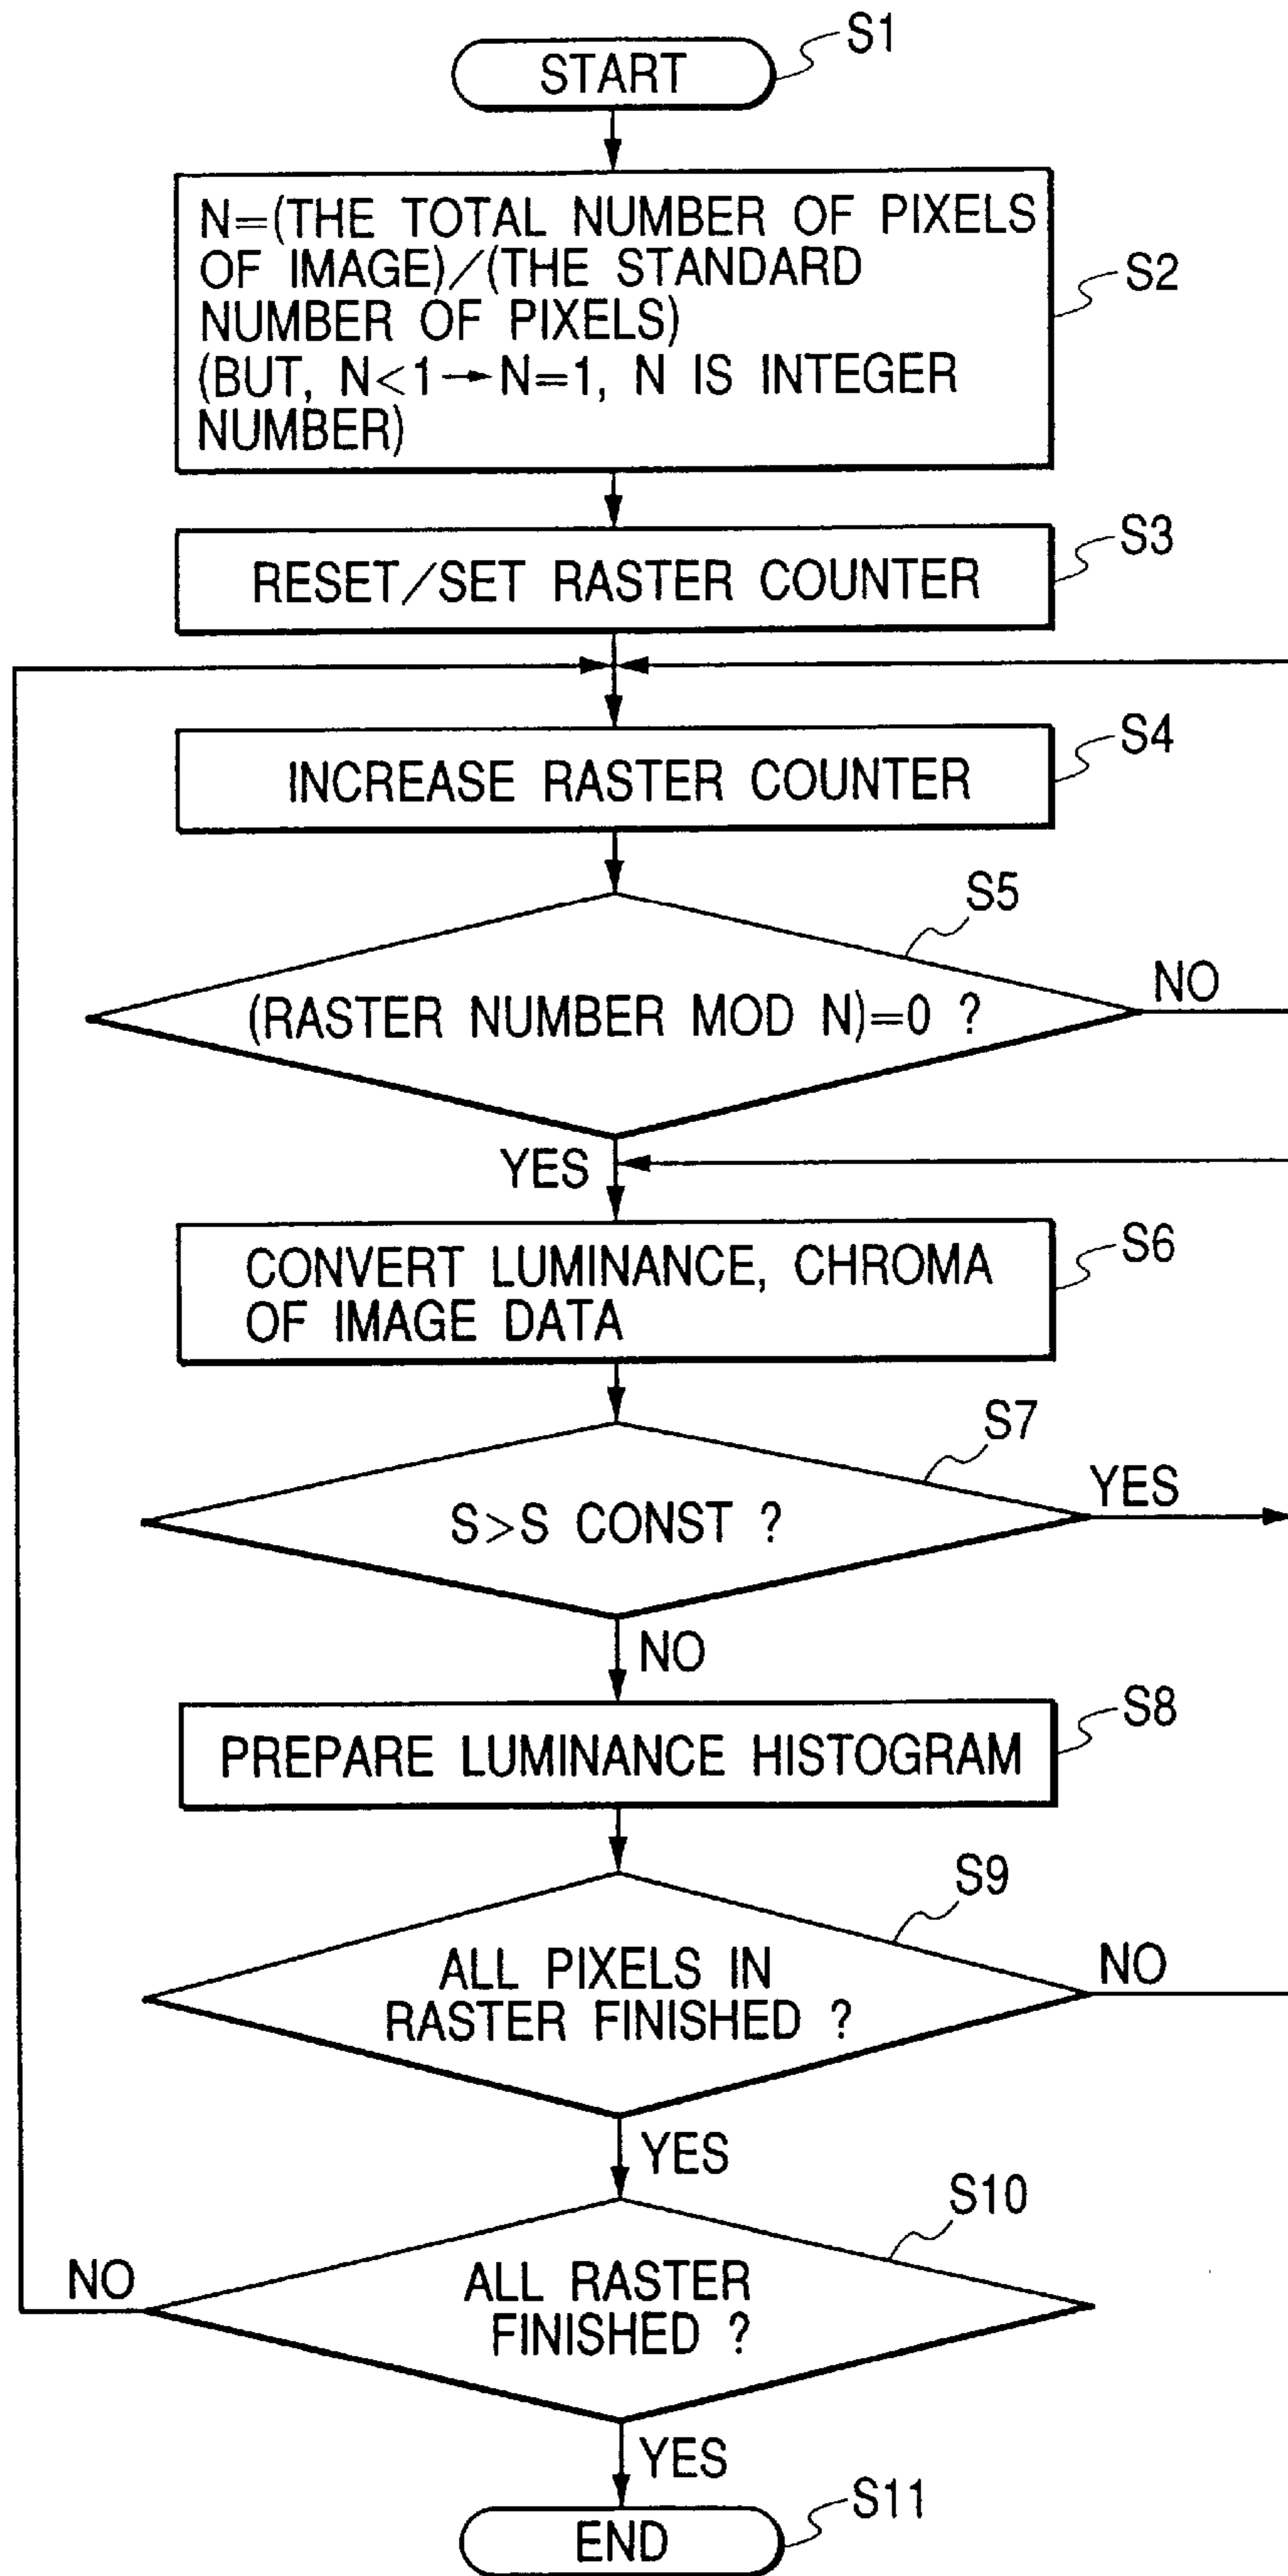 START
S1
N=(THE TOTAL NUMBER OF PIXELS
OF IMAGE)/(THE STANDARD
NUMBER OF PIXELS)
(BUT, N<1→N=1, N IS INTEGER
NUMBER)
S2
RESET/SET RASTER COUNTER
S3
INCREASE RASTER COUNTER
S4
(RASTER NUMBER MOD N)=0 ?
S5
NO
YES
CONVERT LUMINANCE, CHROMA
OF IMAGE DATA
S6
S>S CONST ?
S7
YES
NO
PREPARE LUMINANCE HISTOGRAM
S8
ALL PIXELS IN
RASTER FINISHED ?
S9
NO
YES
ALL RASTER
FINISHED ?
S10
NO
YES
END
S11